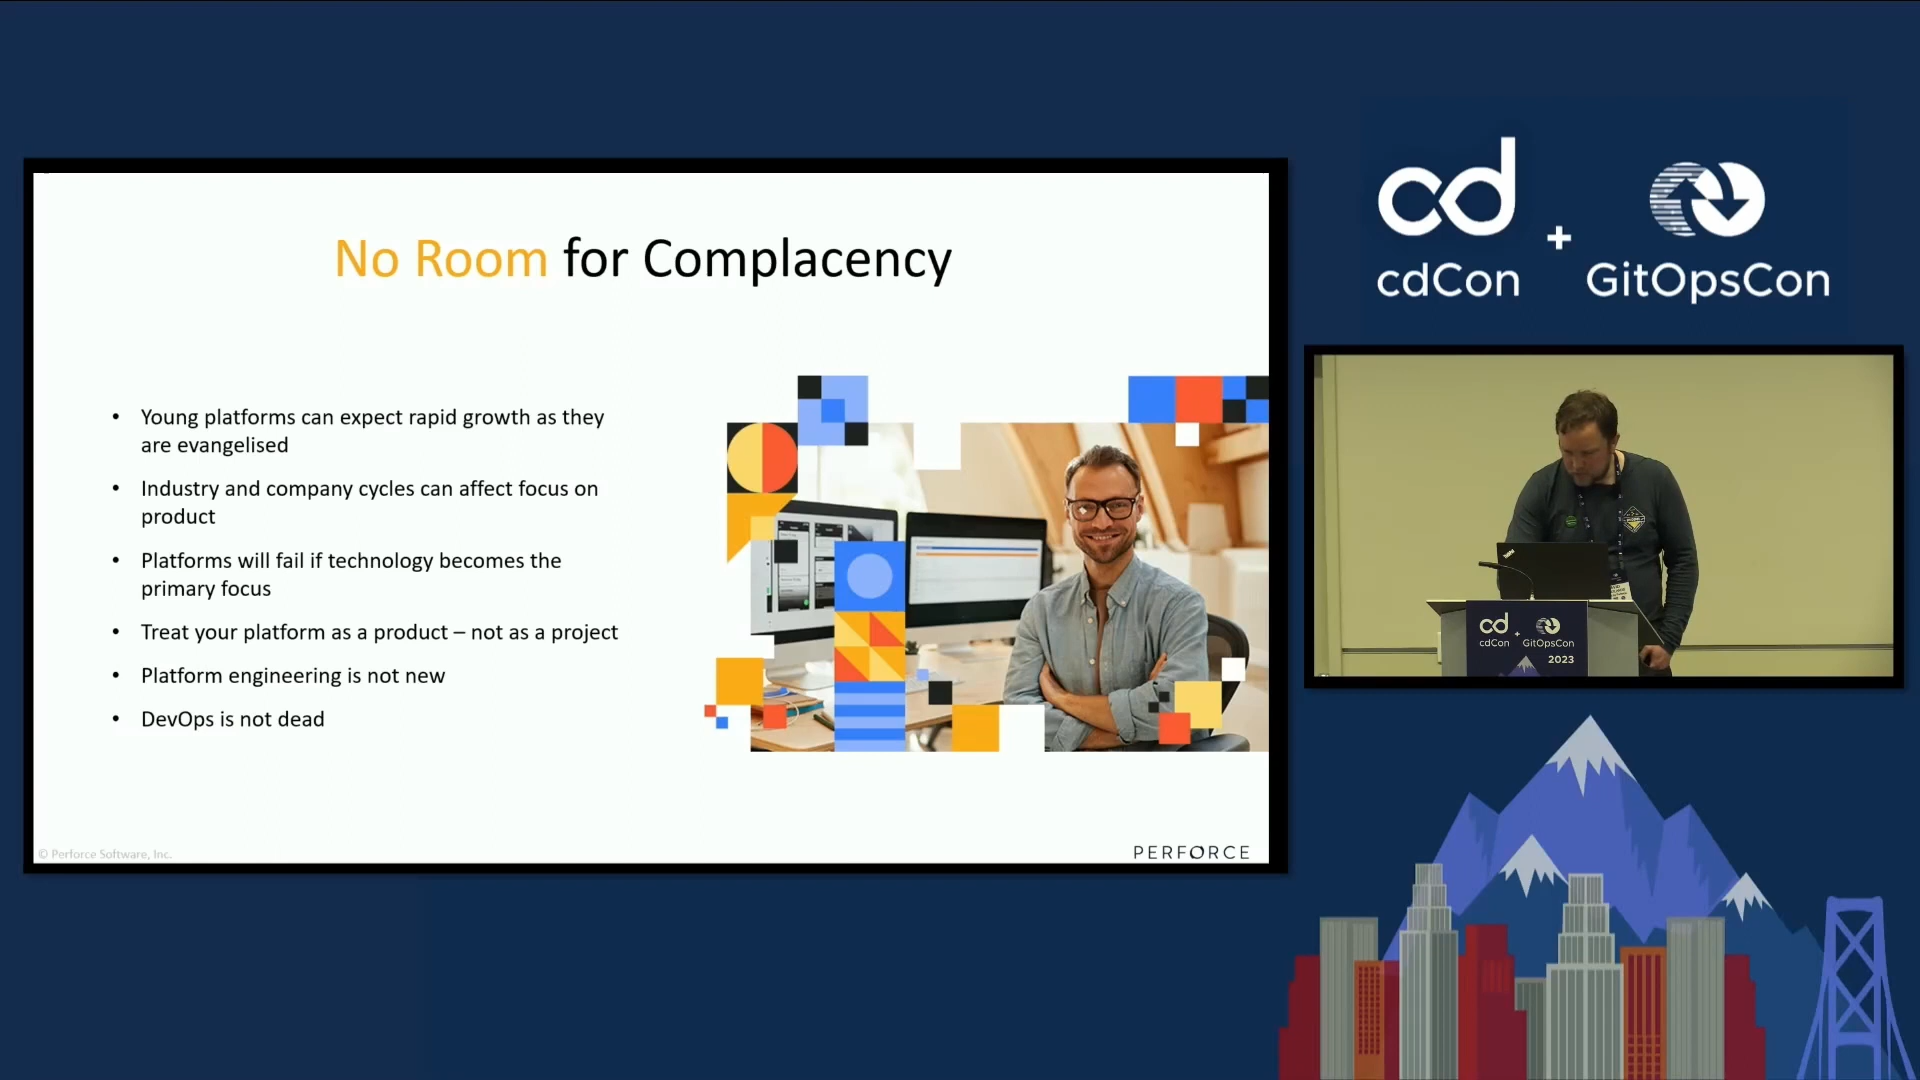 No Room for Complacency
• Young platforms can expect rapid growth as they
are evangelised
• Industry and company cycles can affect focus on
product
• Platforms will fail if technology becomes the
primary focus
• Treat your platform as a product – not as a project
• Platform engineering is not new
• DevOps is not dead
© Perforce Software, Inc.
PERFORCE
cd
cdCon + GitOpsCon
cd
cdCon + GitOpsCon
2023